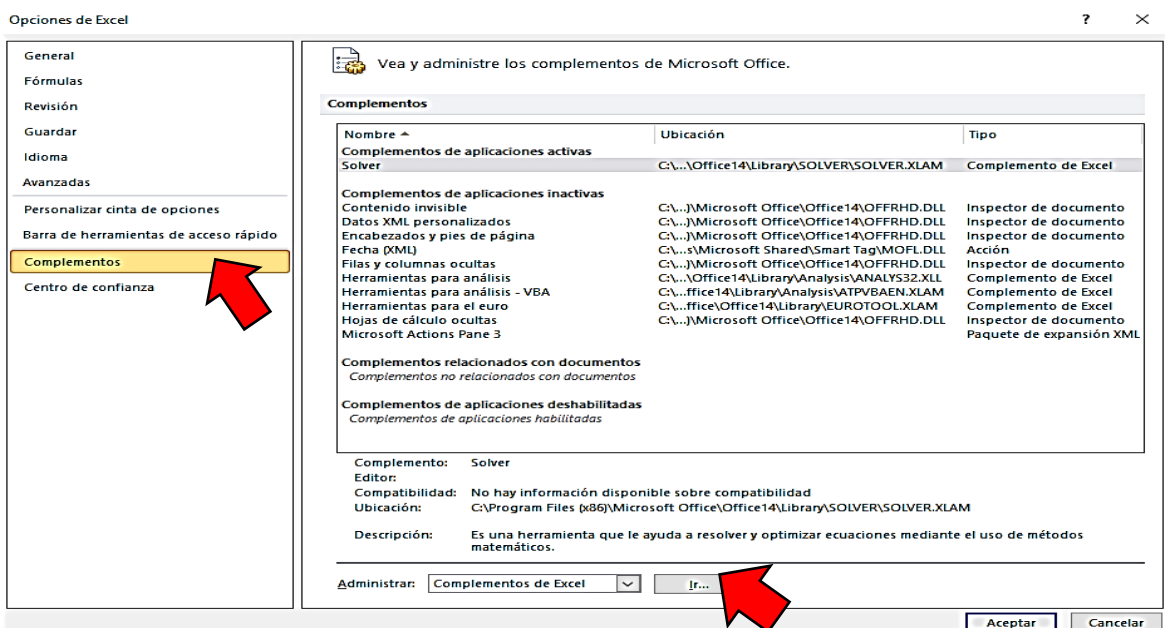 Opciones de Excel ?
General
Fórmulas
Revisión
Guardar
Idioma
Avanzadas
Personalizar cinta de opciones
Barra de herramientas de acceso rápido
Complementos
Centro de confianza
Vea y administre los complementos de Microsoft Office.
Complementos
Nombre Ubicación Tipo
Complementos de aplicaciones activas
Solver C:\...\Office14\Library\SOLVER\SOLVER.XLAM Complemento de Excel
Complementos de aplicaciones inactivas
Contenido invisible C:\...)\Microsoft Office\Office14\OFFRHD.DLL Inspector de documento
Datos XML personalizados C:\...)\Microsoft Office\Office14\OFFRHD.DLL Inspector de documento
Encabezados y pies de página C:\...)\Microsoft Office\Office14\OFFRHD.DLL Inspector de documento
Fecha (XML) C:\...s\Microsoft Shared\Smart Tag\MOFL.DLL Acción
Filas y columnas ocultas C:\...)\Microsoft Office\Office14\OFFRHD.DLL Inspector de documento
Herramientas para análisis C:\...\Office14\Library\Analysis\ANALYS32.XLL Complemento de Excel
Herramientas para análisis - VBA C:\...ffice14\Library\Analysis\ATPVBAEN.XLAM Complemento de Excel
Herramientas para el euro C:\...ffice\Office14\Library\EUROTOOL.XLAM Complemento de Excel
Hojas de cálculo ocultas C:\...)\Microsoft Office\Office14\OFFRHD.DLL Inspector de documento
Microsoft Actions Pane 3 Paquete de expansión XML
Complementos relacionados con documentos
Complementos no relacionados con documentos
Complementos de aplicaciones deshabilitadas
Complementos de aplicaciones habilitadas
Complemento: Solver
Editor:
Compatibilidad: No hay información disponible sobre compatibilidad
Ubicación: C:\Program Files (x86)\Microsoft Office\Office14\Library\SOLVER\SOLVER.XLAM
Descripción: Es una herramienta que le ayuda a resolver y optimizar ecuaciones mediante el uso de métodos
matemáticos.
Administrar: Complementos de Excel Ir...
Aceptar Cancelar